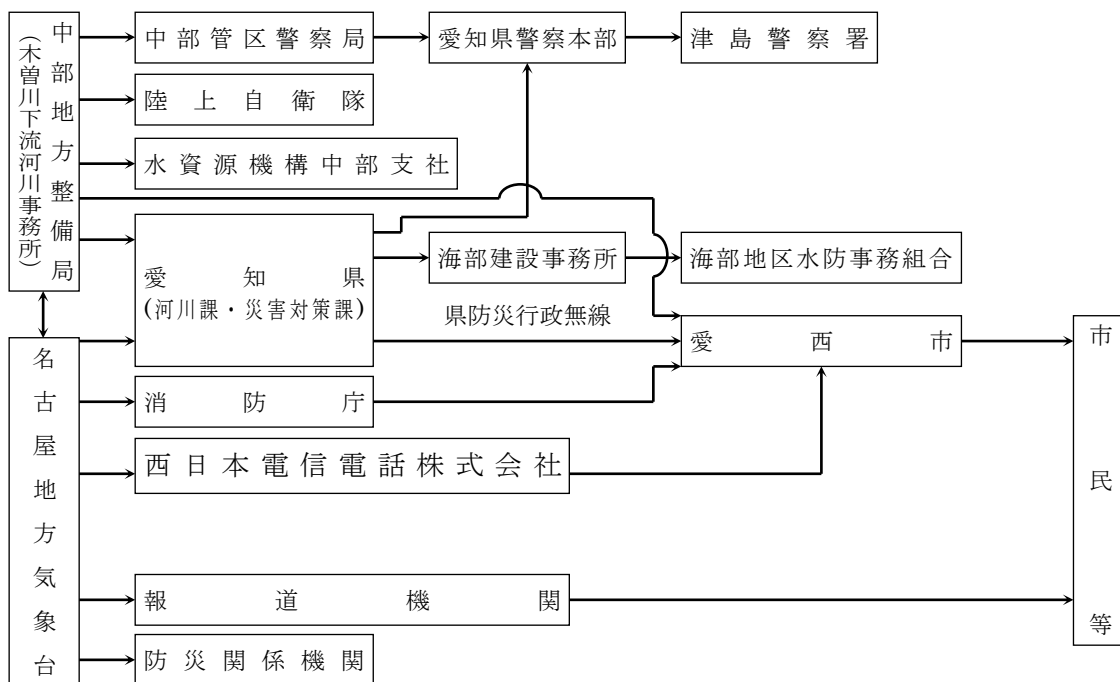 中部地方整備局
(木曽川下流河川事務所)
中部管区警察局
愛知県警察本部
津島警察署
陸上自衛隊
水資源機構中部支社
愛知県
(河川課・災害対策課)
海部建設事務所
海部地区水防事務組合
県防災行政無線
愛西市
市民等
名古屋地方気象台
消防庁
西日本電信電話株式会社
報道機関
防災関係機関